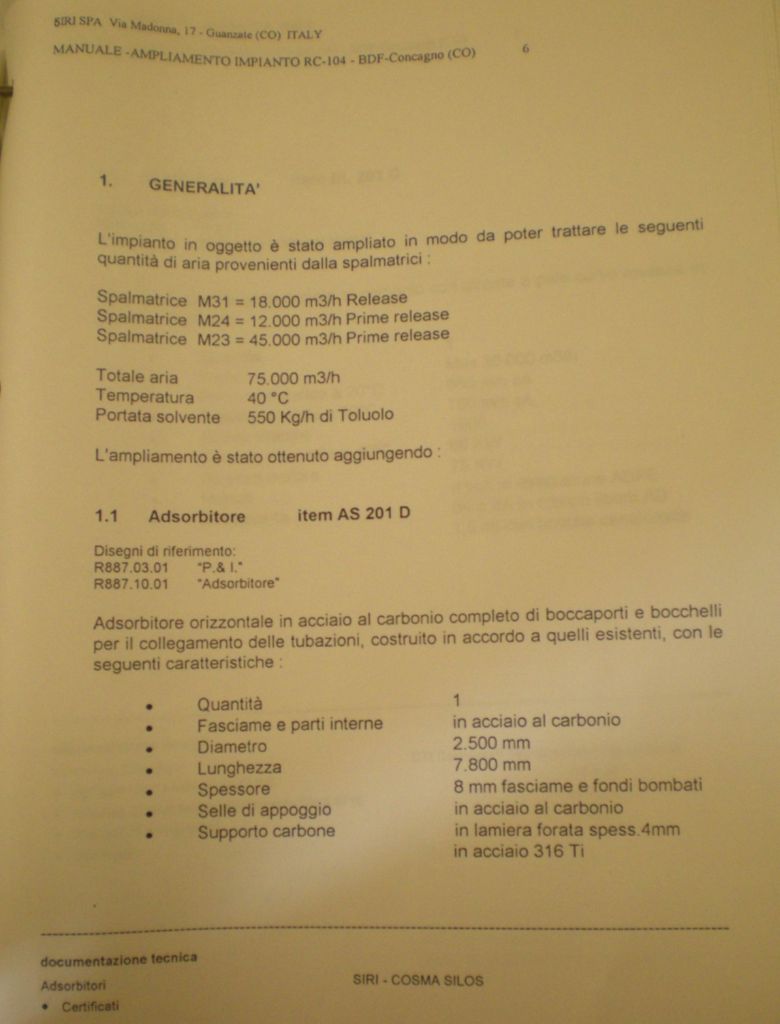 SIRI SPA Via Madonna, 17 - Guanzate (CO) ITALY
MANUALE -AMPLIAMENTO IMPIANTO RC-104 - BDF-Concagno (CO) 6
1. GENERALITA'
L'impianto in oggetto è stato ampliato in modo da poter trattare le seguenti
quantità di aria provenienti dalla spalmatrici :
Spalmatrice M31 = 18.000 m3/h Release
Spalmatrice M24 = 12.000 m3/h Prime release
Spalmatrice M23 = 45.000 m3/h Prime release
Totale aria 75.000 m3/h
Temperatura 40 °C
Portata solvente 550 Kg/h di Toluolo
L'ampliamento è stato ottenuto aggiungendo :
1.1 Adsorbitore item AS 201 D
Disegni di riferimento:
R887.03.01 "P.& I."
R887.10.01 "Adsorbitore"
Adsorbitore orizzontale in acciaio al carbonio completo di boccaporti e bocchelli
per il collegamento delle tubazioni, costruito in accordo a quelli esistenti, con le
seguenti caratteristiche :
• Quantità 1
• Fasciame e parti interne in acciaio al carbonio
• Diametro 2.500 mm
• Lunghezza 7.800 mm
• Spessore 8 mm fasciame e fondi bombati
• Selle di appoggio in acciaio al carbonio
• Supporto carbone in lamiera forata spess.4mm
in acciaio 316 Ti
documentazione tecnica
Adsorbitori SIRI - COSMA SILOS
• Certificati